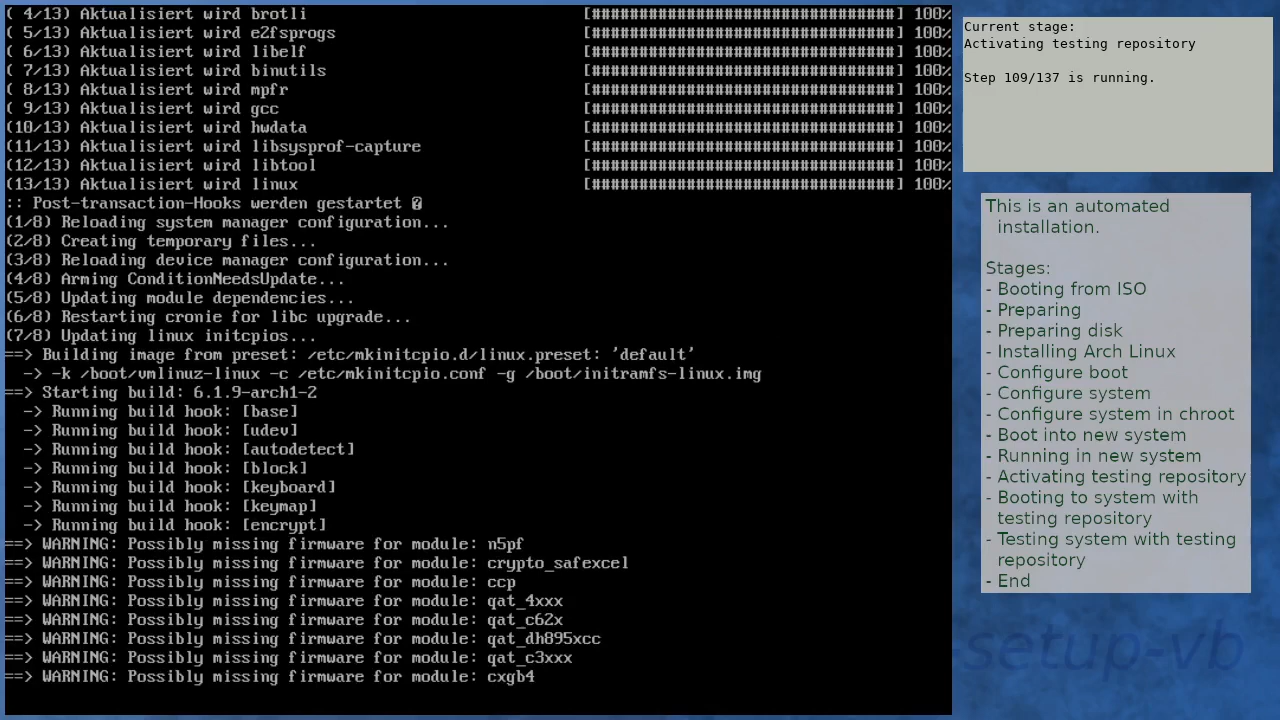 ( 4/13) Aktualisiert wird brotli [################################] 100%
( 5/13) Aktualisiert wird e2fsprogs [################################] 100%
( 6/13) Aktualisiert wird libelf [################################] 100%
( 7/13) Aktualisiert wird binutils [################################] 100%
( 8/13) Aktualisiert wird mpfr [################################] 100%
( 9/13) Aktualisiert wird gcc [################################] 100%
(10/13) Aktualisiert wird hwdata [################################] 100%
(11/13) Aktualisiert wird libsysprof-capture [################################] 100%
(12/13) Aktualisiert wird libtool [################################] 100%
(13/13) Aktualisiert wird linux [################################] 100%
:: Post-transaction-Hooks werden gestartet �
(1/8) Reloading system manager configuration...
(2/8) Creating temporary files...
(3/8) Reloading device manager configuration...
(4/8) Arming ConditionNeedsUpdate...
(5/8) Updating module dependencies...
(6/8) Restarting cronie for libc upgrade...
(7/8) Updating linux initcpios...
==> Building image from preset: /etc/mkinitcpio.d/linux.preset: 'default'
-> -k /boot/vmlinuz-linux -c /etc/mkinitcpio.conf -g /boot/initramfs-linux.img
==> Starting build: 6.1.9-arch1-2
-> Running build hook: [base]
-> Running build hook: [udev]
-> Running build hook: [autodetect]
-> Running build hook: [block]
-> Running build hook: [keyboard]
-> Running build hook: [keymap]
-> Running build hook: [encrypt]
==> WARNING: Possibly missing firmware for module: n5pf
==> WARNING: Possibly missing firmware for module: crypto_safexcel
==> WARNING: Possibly missing firmware for module: ccp
==> WARNING: Possibly missing firmware for module: qat_4xxx
==> WARNING: Possibly missing firmware for module: qat_c62x
==> WARNING: Possibly missing firmware for module: qat_dh895xcc
==> WARNING: Possibly missing firmware for module: qat_c3xxx
==> WARNING: Possibly missing firmware for module: cxgb4
Current stage:
Activating testing repository
Step 109/137 is running.
This is an automated
installation.
Stages:
- Booting from ISO
- Preparing
- Preparing disk
- Installing Arch Linux
- Configure boot
- Configure system
- Configure system in chroot
- Boot into new system
- Running in new system
- Activating testing repository
- Booting to system with
testing repository
- Testing system with testing
repository
- End
-setup-vb